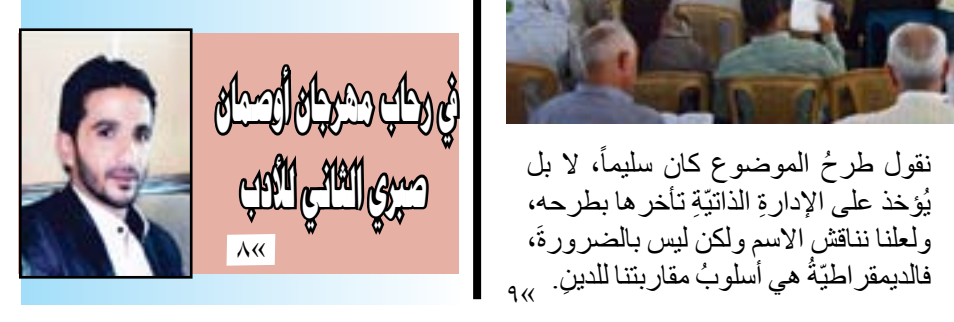 نقول طرحُ الموضوع كان سليماً، لا بل
يُؤخذ على الإدارةِ الذاتيّةِ تأخرها بطرحه،
ولعلنا نناقش الاسم ولكن ليس بالضرورةَ،
فالديمقراطيّةُ هي أسلوبُ مقاربتنا للدينِ. »٩
في رحاب مهرجان أوصمان
صبري الثاني للأدب
»٨